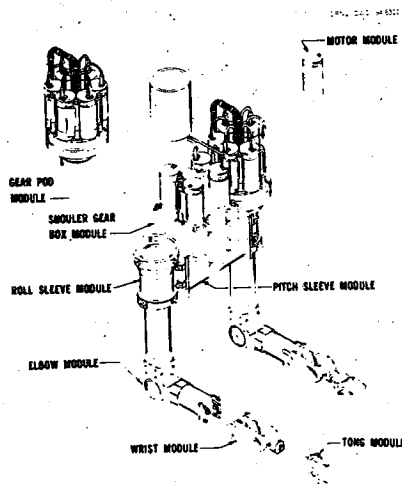 MOTOR MODULE
GEAR POD
MODULE
SHOULER GEAR
BOX MODULE
ROLL SLEEVE MODULE
PITCH SLEEVE MODULE
ELBOW MODULE
WRIST MODULE
TONG MODULE